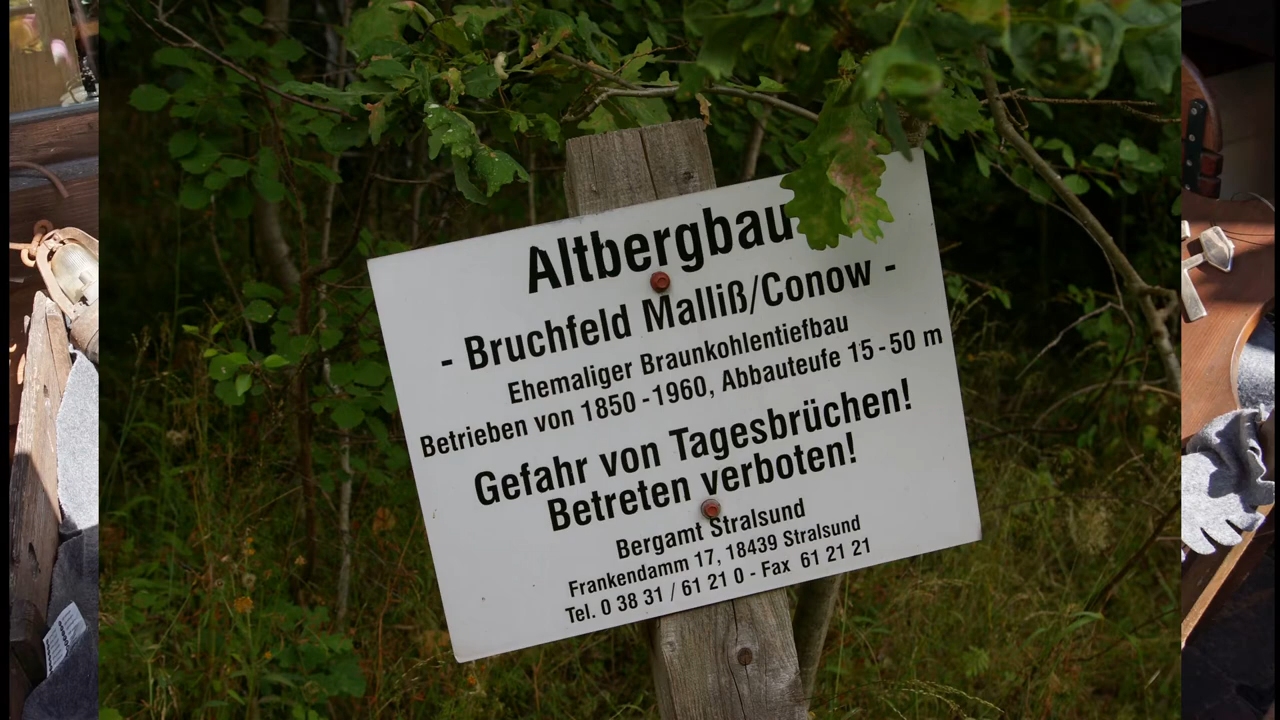 Altbergbau
- Bruchfeld Malliß/Conow -
Ehemaliger Braunkohlentiefbau
Betrieben von 1850 - 1960, Abbauteufe 15 - 50 m
Gefahr von Tagesbrüchen!
Betreten verboten!
Bergamt Stralsund
Frankendamm 17, 18439 Stralsund
Tel. 0 38 31 / 61 21 0 - Fax 61 21 21